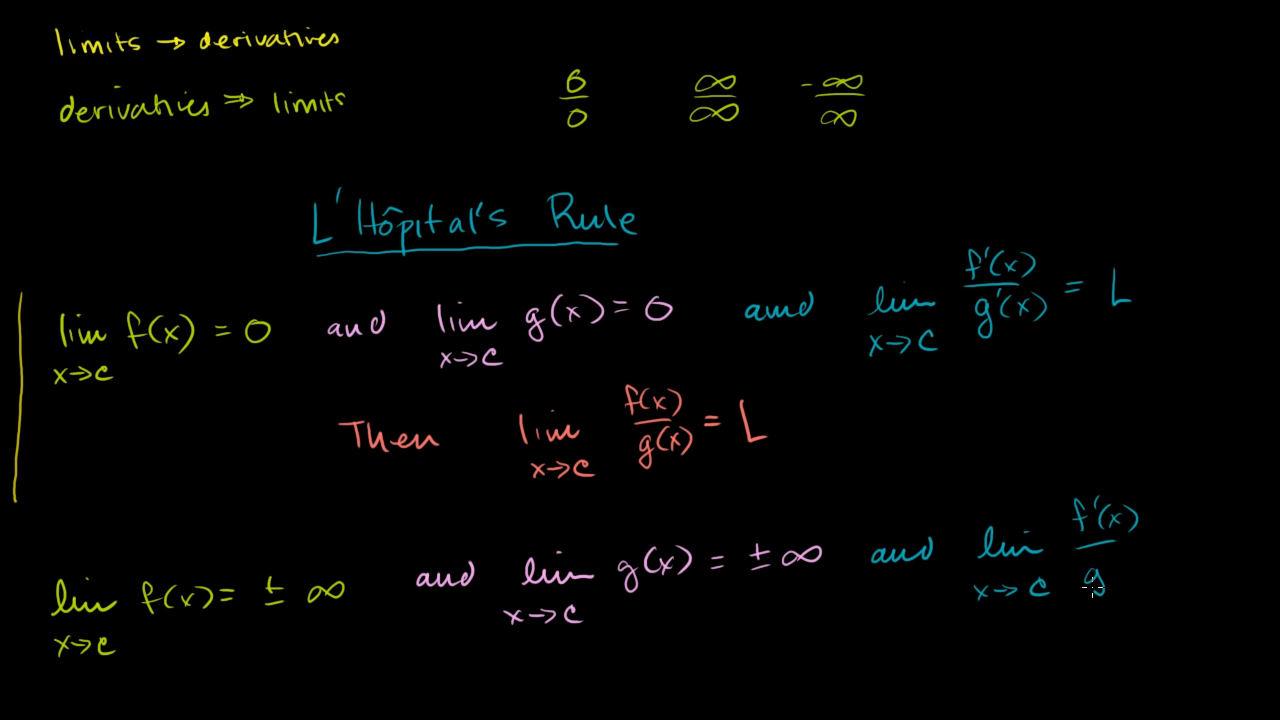 limits → derivatives
0/0 ∞/∞ -∞/∞
derivatives ⇒ limits
L'Hôpital's Rule
lim x→c f(x) = 0 and lim x→c g(x) = 0 and lim x→c f'(x)/g'(x) = L
Then lim x→c f(x)/g(x) = L
lim x→c f(x) = ± ∞ and lim x→c g(x) = ± ∞ and lim x→c f'(x)/g